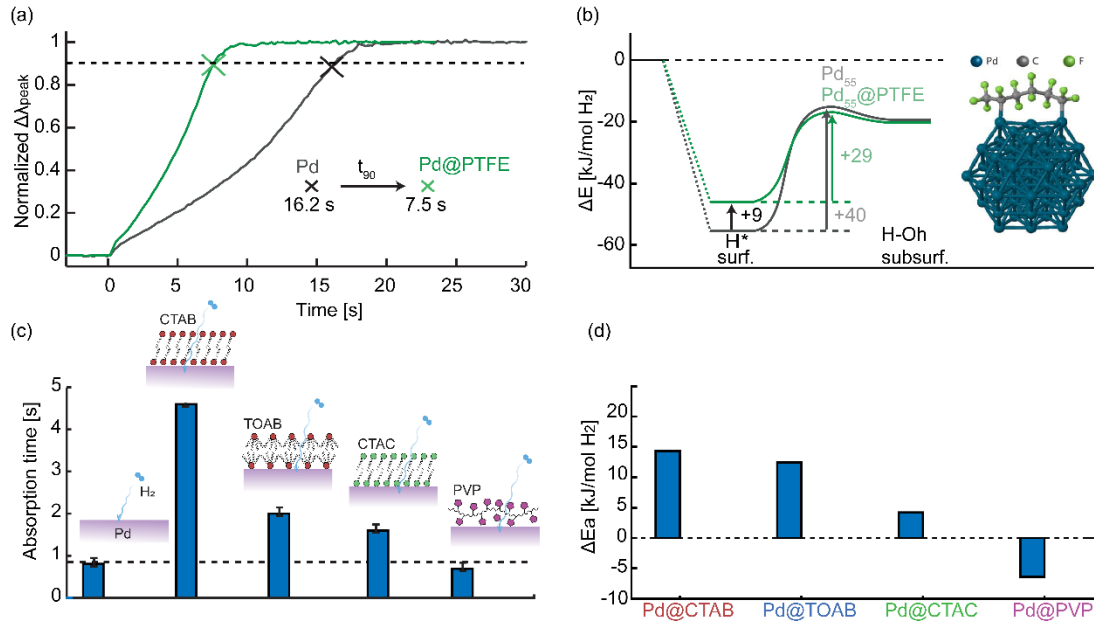 (a)
Normalized Δλpeak
1
0.8
0.6
0.4
0.2
0
0
5
10
15
20
25
30
Time [s]
Pd
t90
Pd@PTFE
16.2 s
7.5 s
(b)
ΔE [kJ/mol H2]
0
-20
-40
-60
Pd55
Pd55@PTFE
+29
+9
+40
H*
surf.
H-Oh
subsurf.
Pd
C
F
(c)
Absorption time [s]
5
4
3
2
1
0
CTAB
TOAB
CTAC
PVP
H2
Pd
(d)
ΔEa [kJ/mol H2]
20
15
10
5
0
-5
-10
Pd@CTAB
Pd@TOAB
Pd@CTAC
Pd@PVP